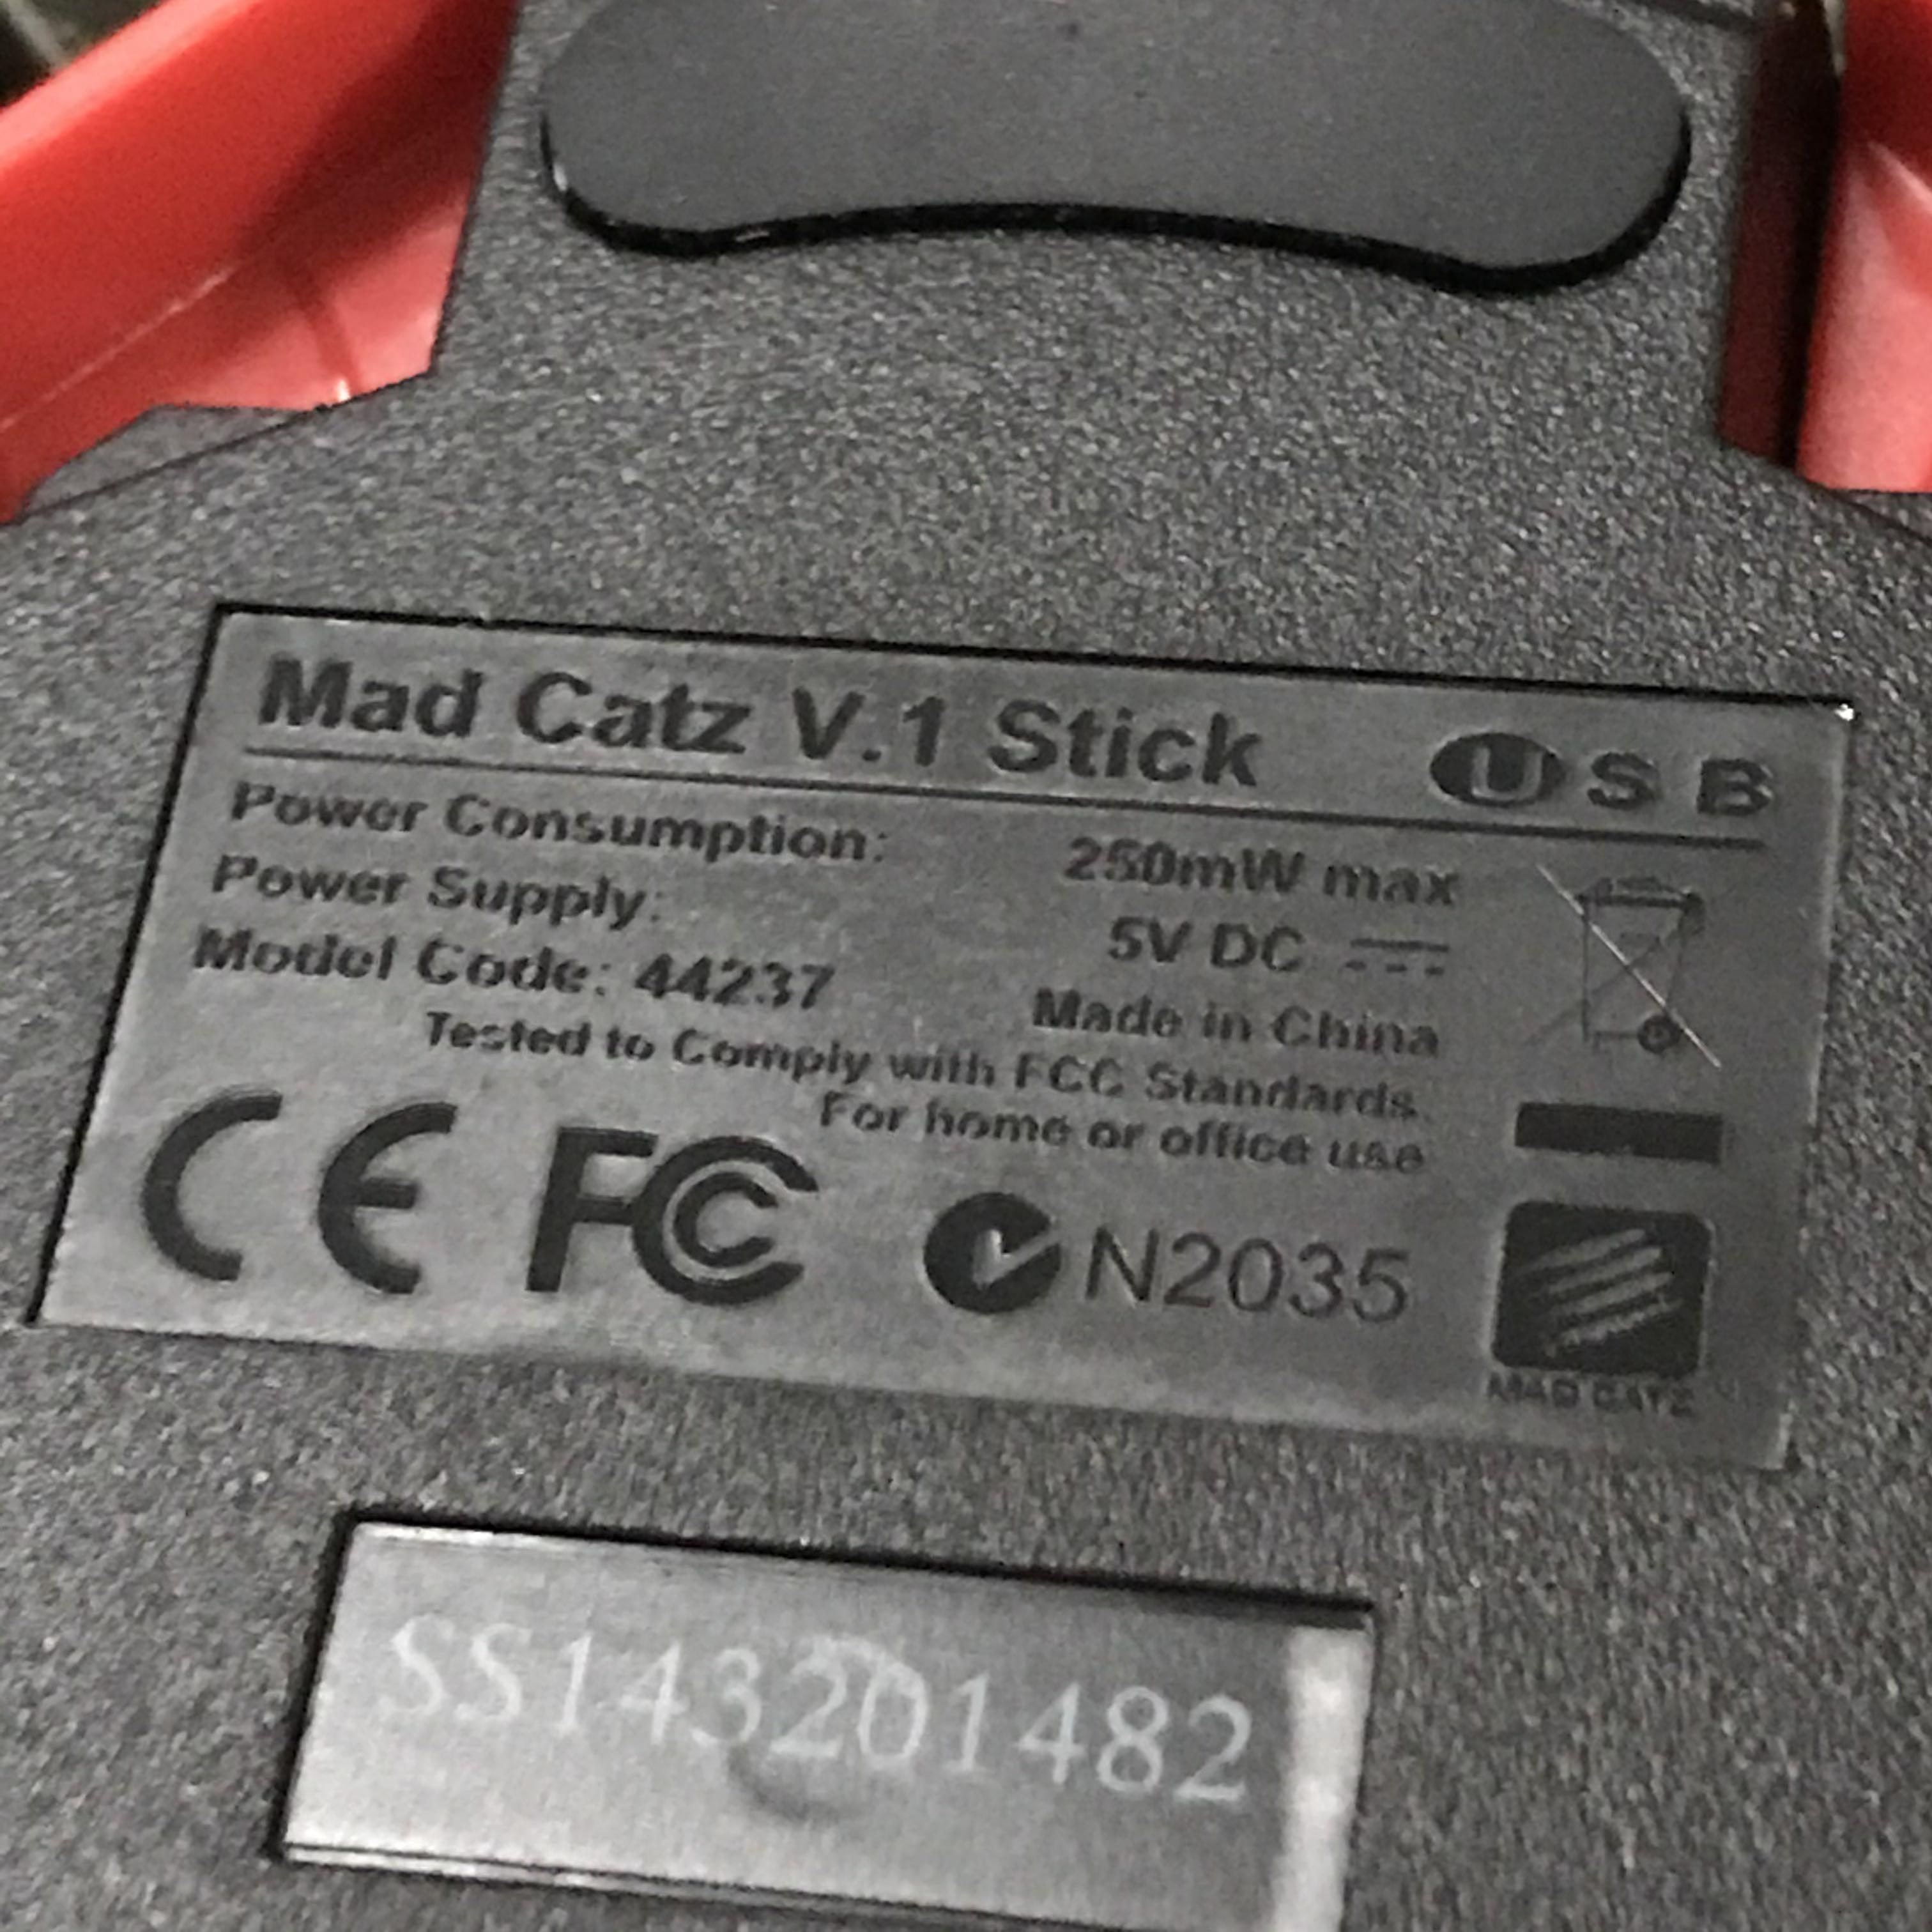 Mad Catz V.1 Stick USB
Power Consumption: 250mW max
Power Supply: 5V DC
Model Code: 44237 Made in China
Tested to Comply with FCC Standards.
For home or office use
CE FC N2035
MAD CATZ
SS143201482